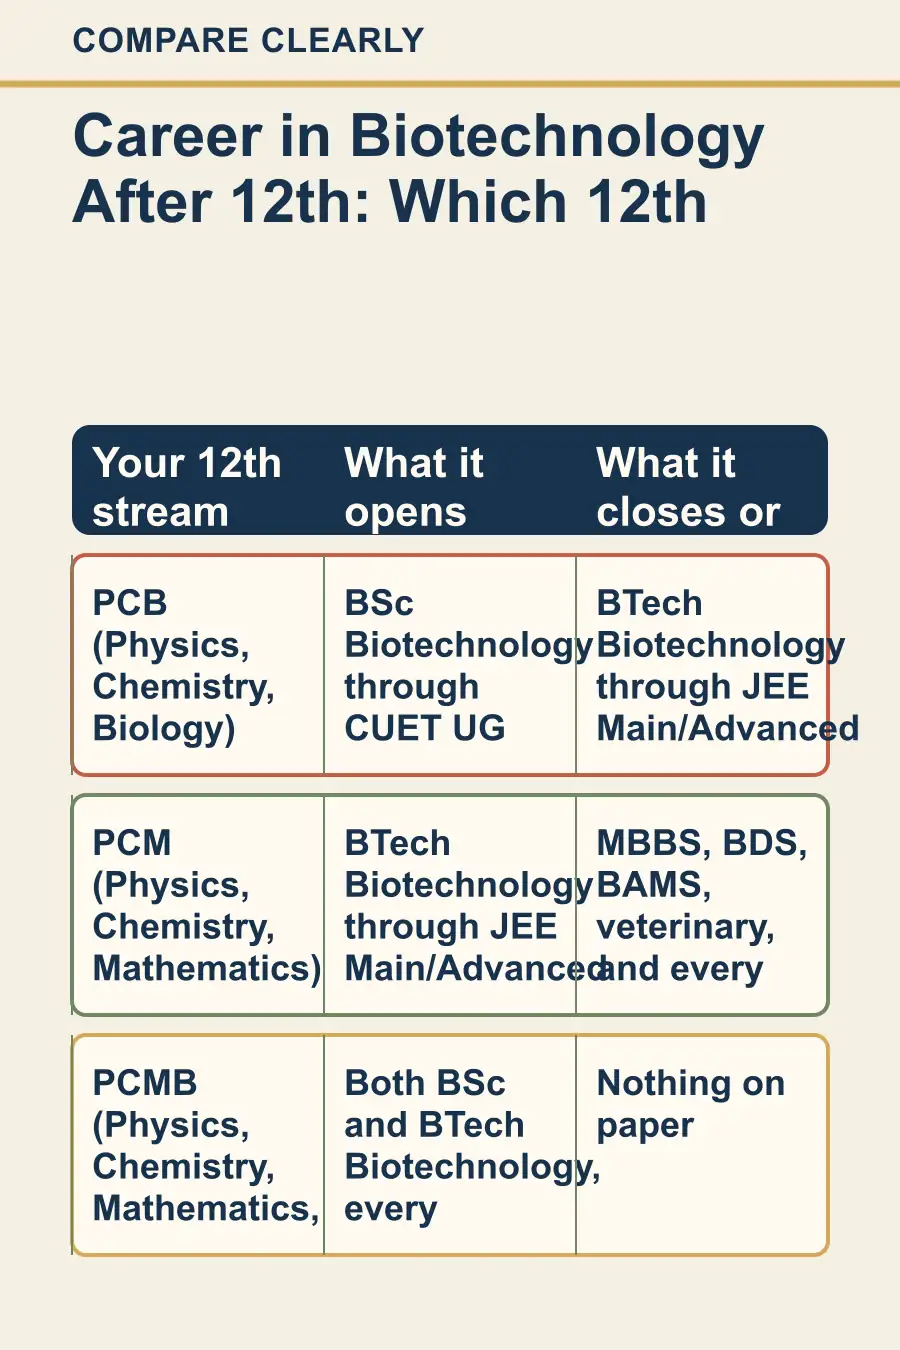 COMPARE CLEARLY
Career in Biotechnology
After 12th: Which 12th
Your 12th
stream
What it
opens
What it
closes or
PCB
(Physics,
Chemistry,
Biology)
BSc
Biotechnology
through
CUET UG
BTech
Biotechnology
through JEE
Main/Advanced
PCM
(Physics,
Chemistry,
Mathematics)
BTech
Biotechnology
through JEE
Main/Advanced
MBBS, BDS,
BAMS,
veterinary,
and every
PCMB
(Physics,
Chemistry,
Mathematics,
Both BSc
and BTech
Biotechnology,
every
Nothing on
paper